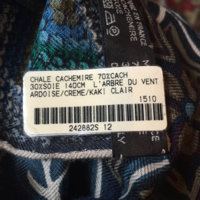 CHALE CACHEMIRE 70%CACH
30%SOIE 140CM L'ARBRE DU VENT
ARDOISE/CREME/KAKI CLAIR
1510
242882S 12